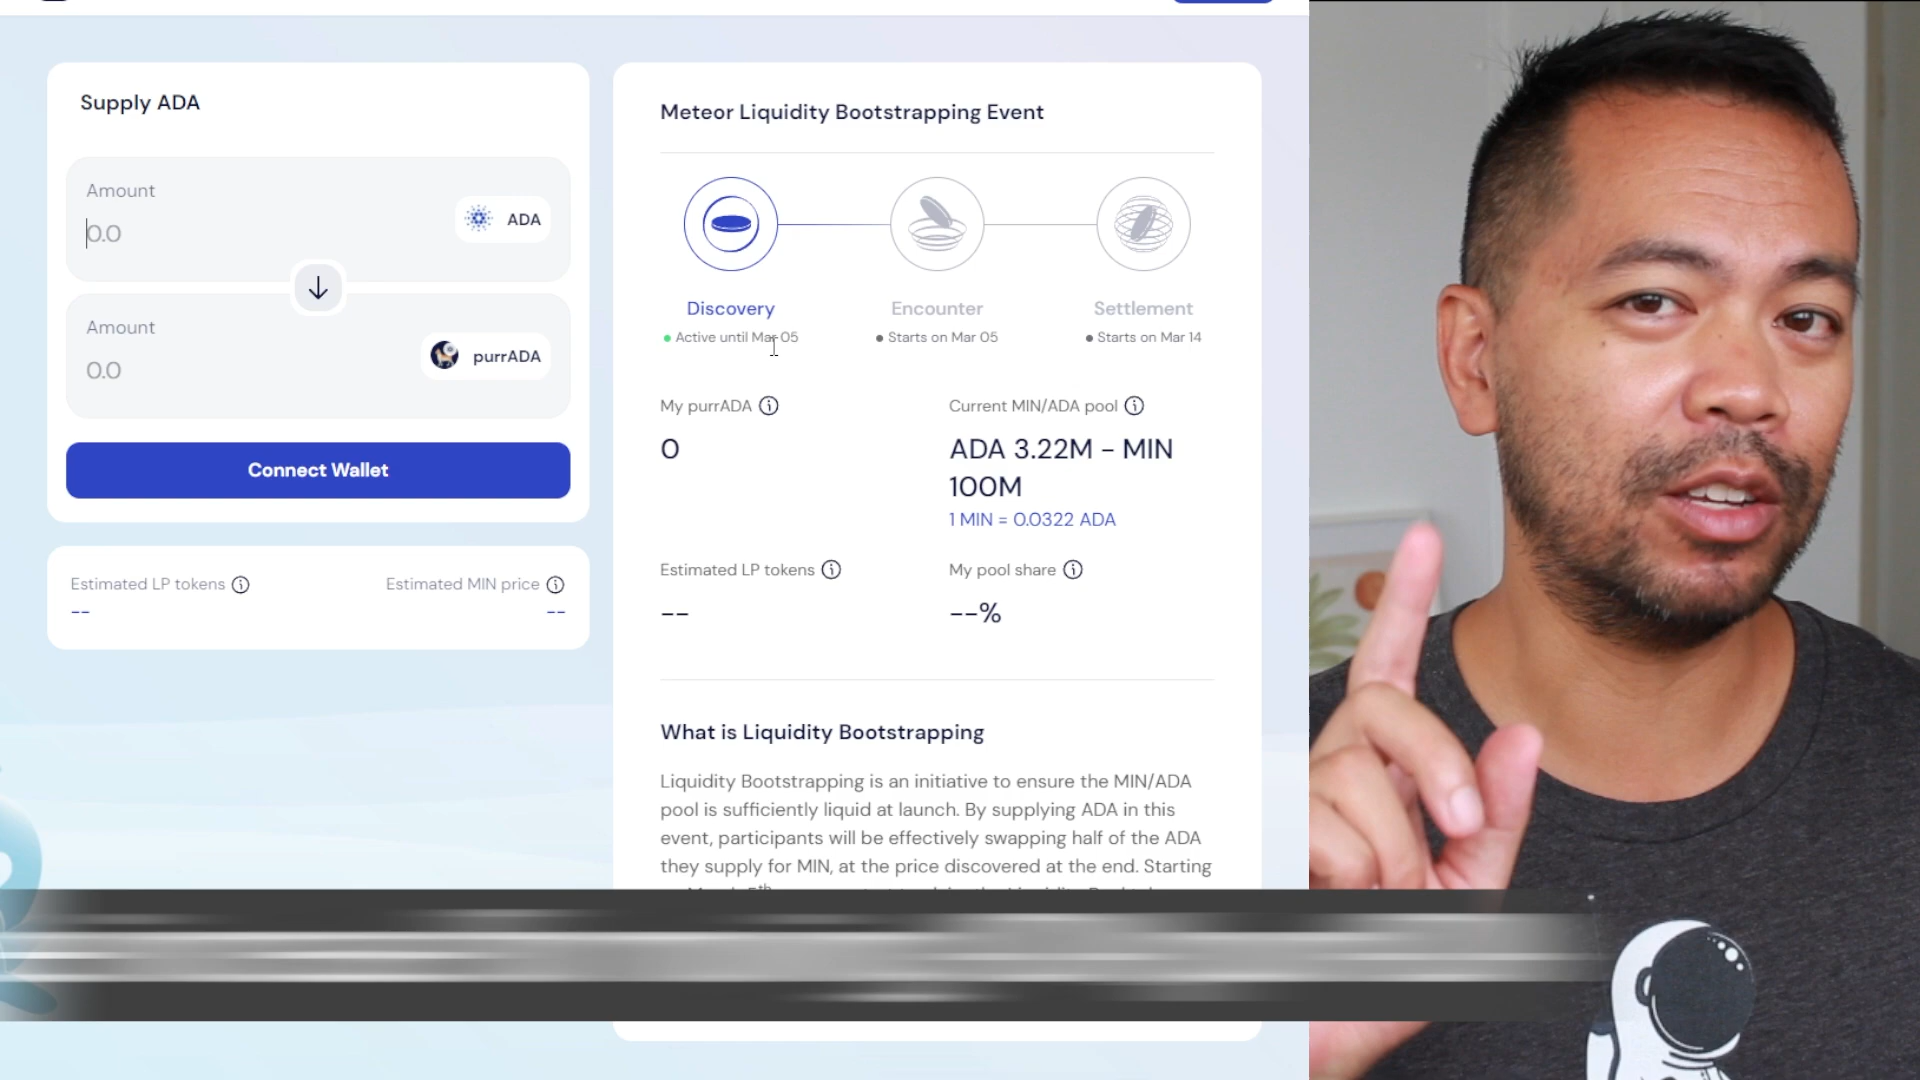 Supply ADA
Amount
0.0
ADA
Amount
0.0
purrADA
Connect Wallet
Estimated LP tokens
Estimated MIN price
--
--
Meteor Liquidity Bootstrapping Event
Discovery
Encounter
Settlement
Active until Mar 05
Starts on Mar 05
Starts on Mar 14
My purrADA
Current MIN/ADA pool
0
ADA 3.22M - MIN
100M
1 MIN = 0.0322 ADA
Estimated LP tokens
My pool share
--
--%
What is Liquidity Bootstrapping
Liquidity Bootstrapping is an initiative to ensure the MIN/ADA
pool is sufficiently liquid at launch. By supplying ADA in this
event, participants will be effectively swapping half of the ADA
they supply for MIN, at the price discovered at the end. Starting